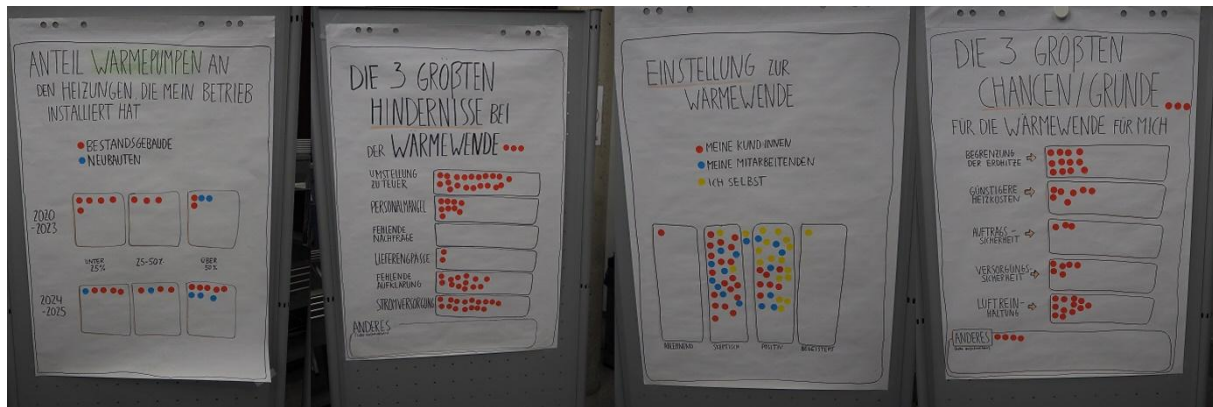 ANTEIL WÄRMEPUMPEN AN
DEN HEIZUNGEN, DIE MEIN BETRIEB
INSTALLIERT HAT
BESTANDSGEBÄUDE
NEUBAUTEN
2020
-2023
UNTER
25%
25-50%
ÜBER
50%
2024
-2025
DIE 3 GRÖßTEN
HINDERNISSE BEI
DER WÄRMEWENDE
UMSTELLUNG
ZU TEUER
PERSONALMANGEL
FEHLENDE
NACHFRAGE
LIEFERENGPÄSSE
FEHLENDE
AUFKLÄRUNG
STROMVERSORGUNG
ANDERES
EINSTELLUNG ZUR
WÄRMEWENDE
MEINE KUND:INNEN
MEINE MITARBEITENDEN
ICH SELBST
ABLEHNEND
POSITIV
BEGEISTERT
DIE 3 GRÖßTEN
CHANCEN/GRÜNDE
FÜR DIE WÄRMEWENDE FÜR MICH
BEGRENZUNG
DER ERDHITZE
GÜNSTIGERE
HEIZKOSTEN
AUFTRAGS-
SICHERHEIT
VERSORGUNGS-
SICHERHEIT
LUFTREIN-
HALTUNG
ANDERES